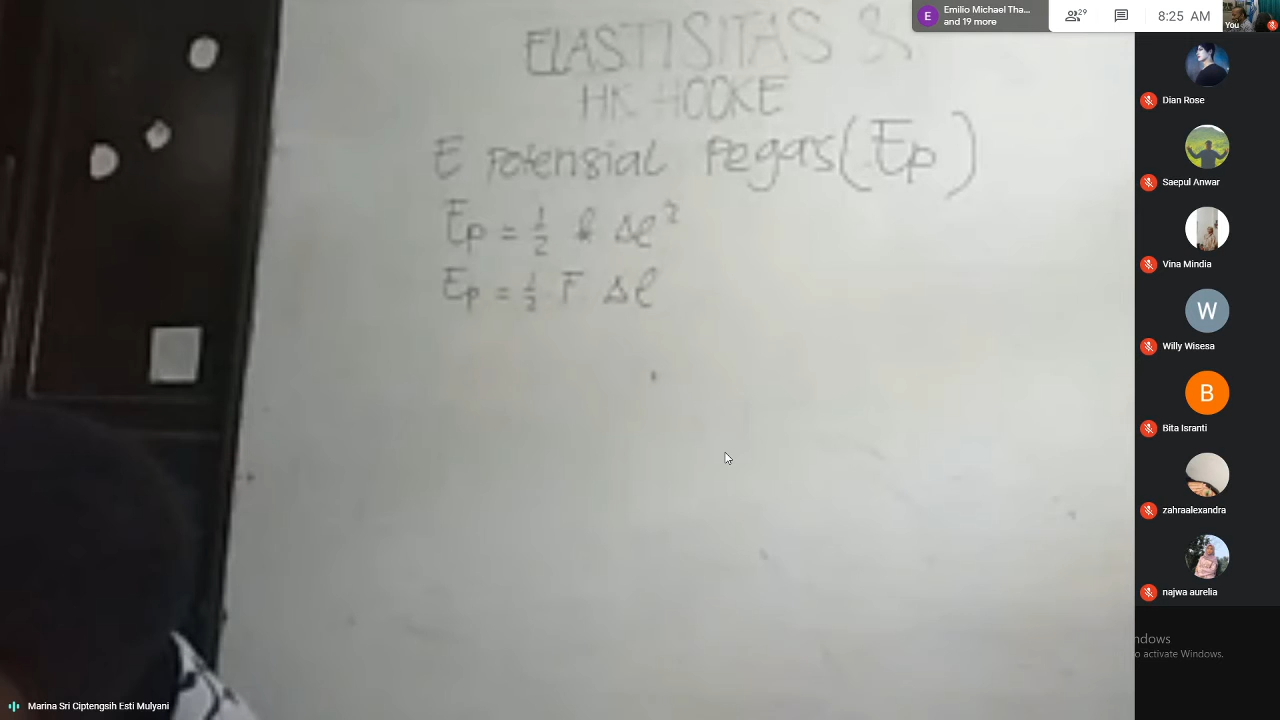 Emilio Michael Tha...
and 19 more
29
8:25 AM
You
E
ELASTISITAS &
HK HOOKE
E Potensial Pegas (Ep)
Ep = 1/2 k Δl²
Ep = 1/2 . F Δl
Dian Rose
Saepul Anwar
Vina Mindia
W
Willy Wisesa
B
Bita Isranti
zahraalexandra
najwa aurelia
ndows
o activate Windows.
Marina Sri Ciptengsih Esti Mulyani